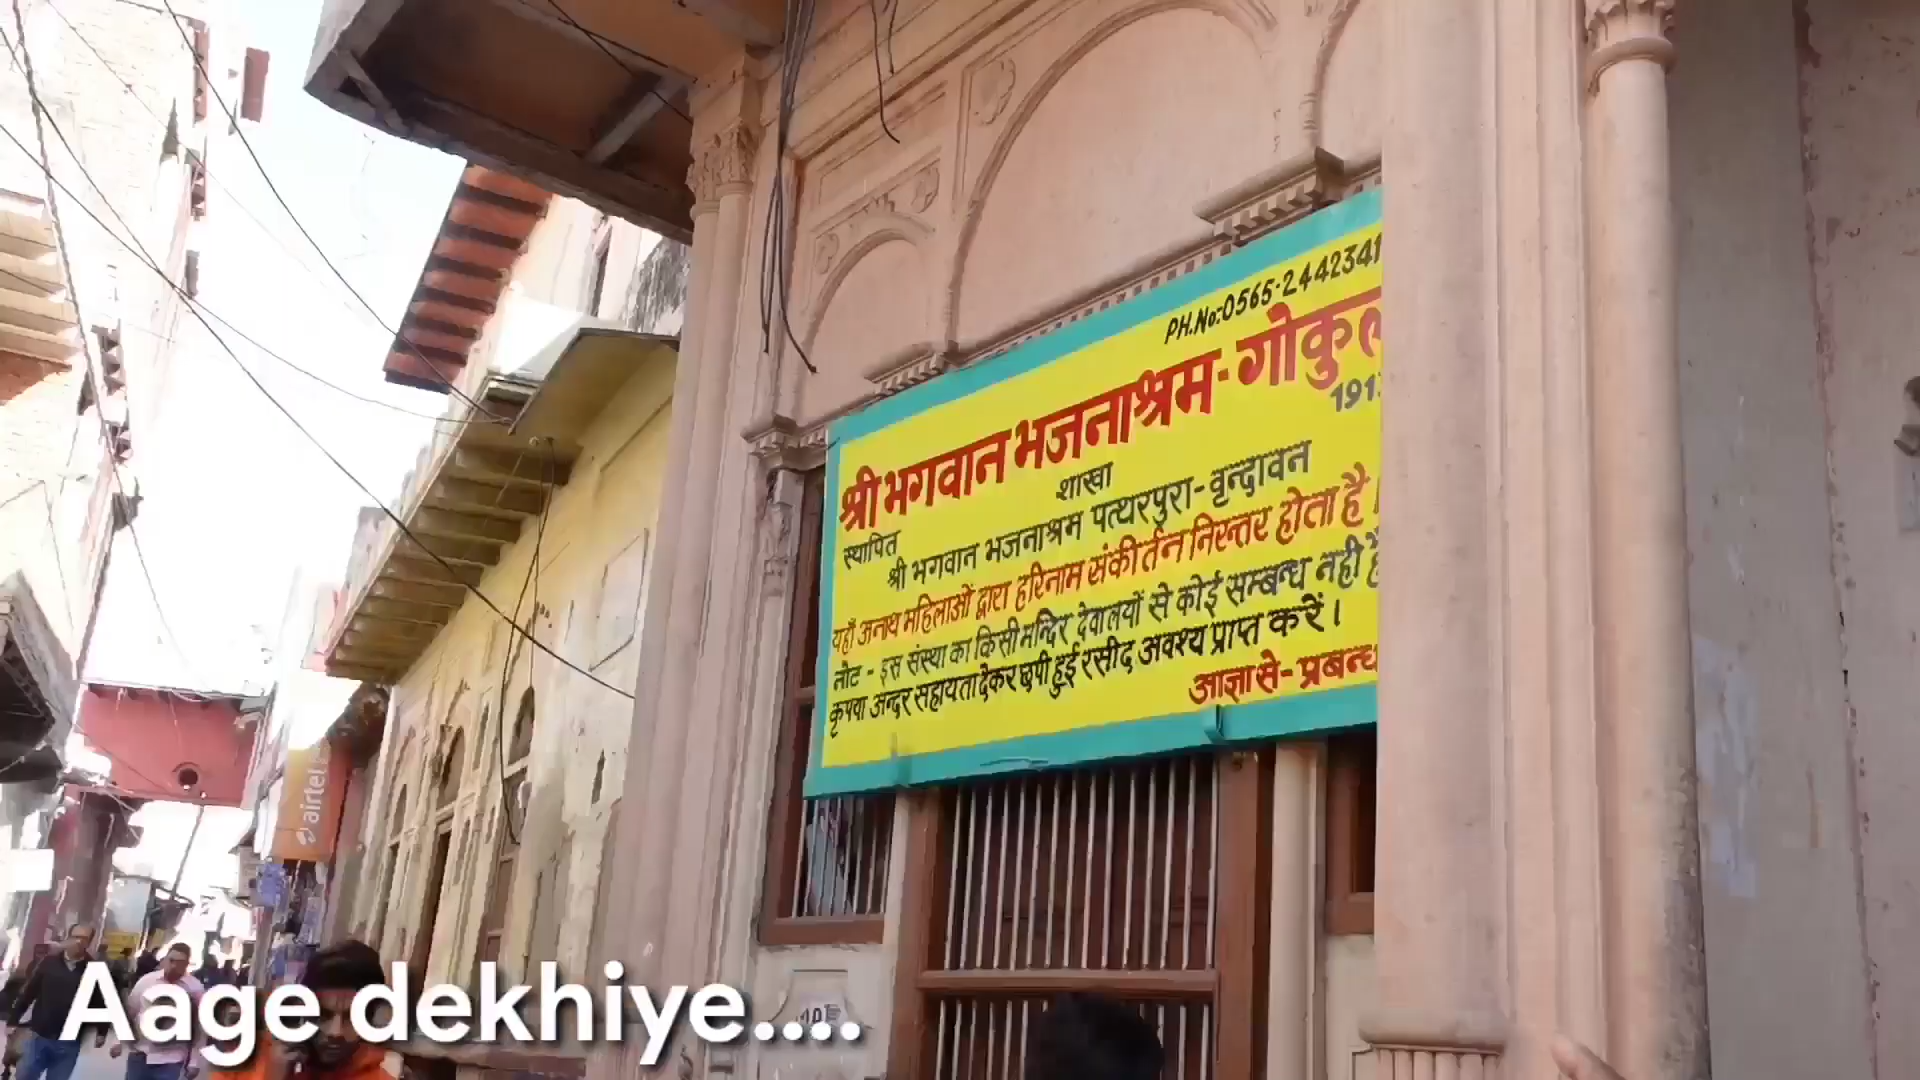 PH.No:0565-2442341
श्री भगवान भजनाश्रम-गोकुल
स्थापित
शाखा
श्री भगवान भजनाश्रम पत्थरपुरा-वृन्दावन
यहाँ अनाथ महिलाओं द्वारा हरिनाम संकीर्तन निरन्तर होता है।
नोट - इस संस्था का किसी मन्दिर देवालयों से कोई सम्बन्ध नही है
कृपया अन्दर सहायता देकर छपी हुई रसीद अवश्य प्राप्त करें।
आज्ञा से-
airtel
Aage dekhiye....